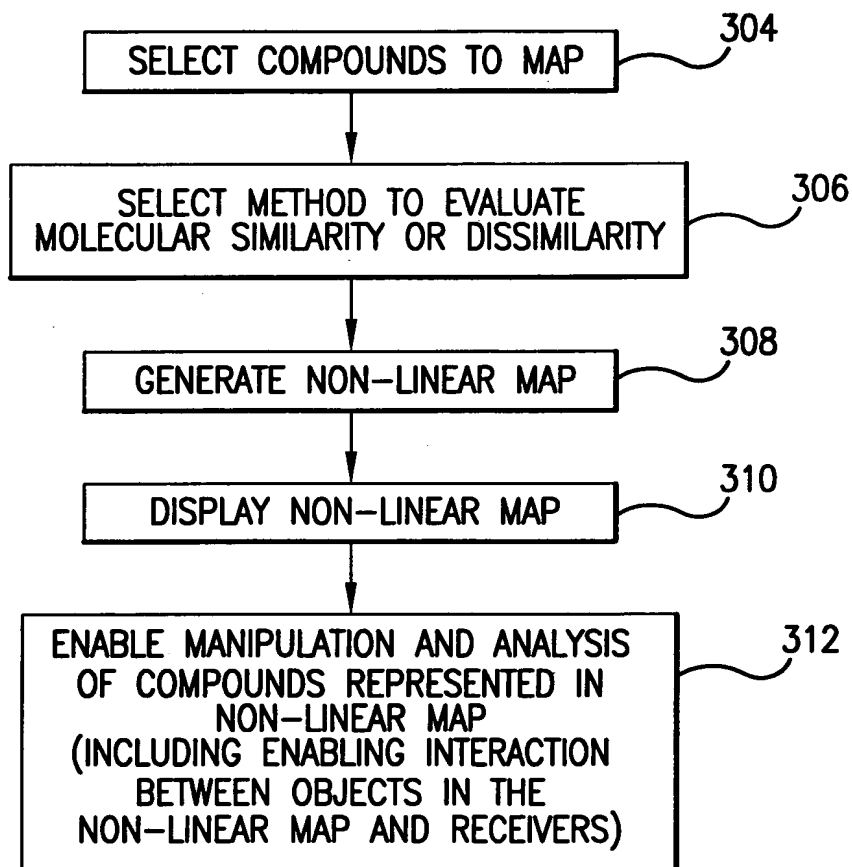 SELECT COMPOUNDS TO MAP
304
SELECT METHOD TO EVALUATE
MOLECULAR SIMILARITY OR DISSIMILARITY
306
GENERATE NON-LINEAR MAP
308
DISPLAY NON-LINEAR MAP
310
ENABLE MANIPULATION AND ANALYSIS
OF COMPOUNDS REPRESENTED IN
NON-LINEAR MAP
(INCLUDING ENABLING INTERACTION
BETWEEN OBJECTS IN THE
NON-LINEAR MAP AND RECEIVERS)
312